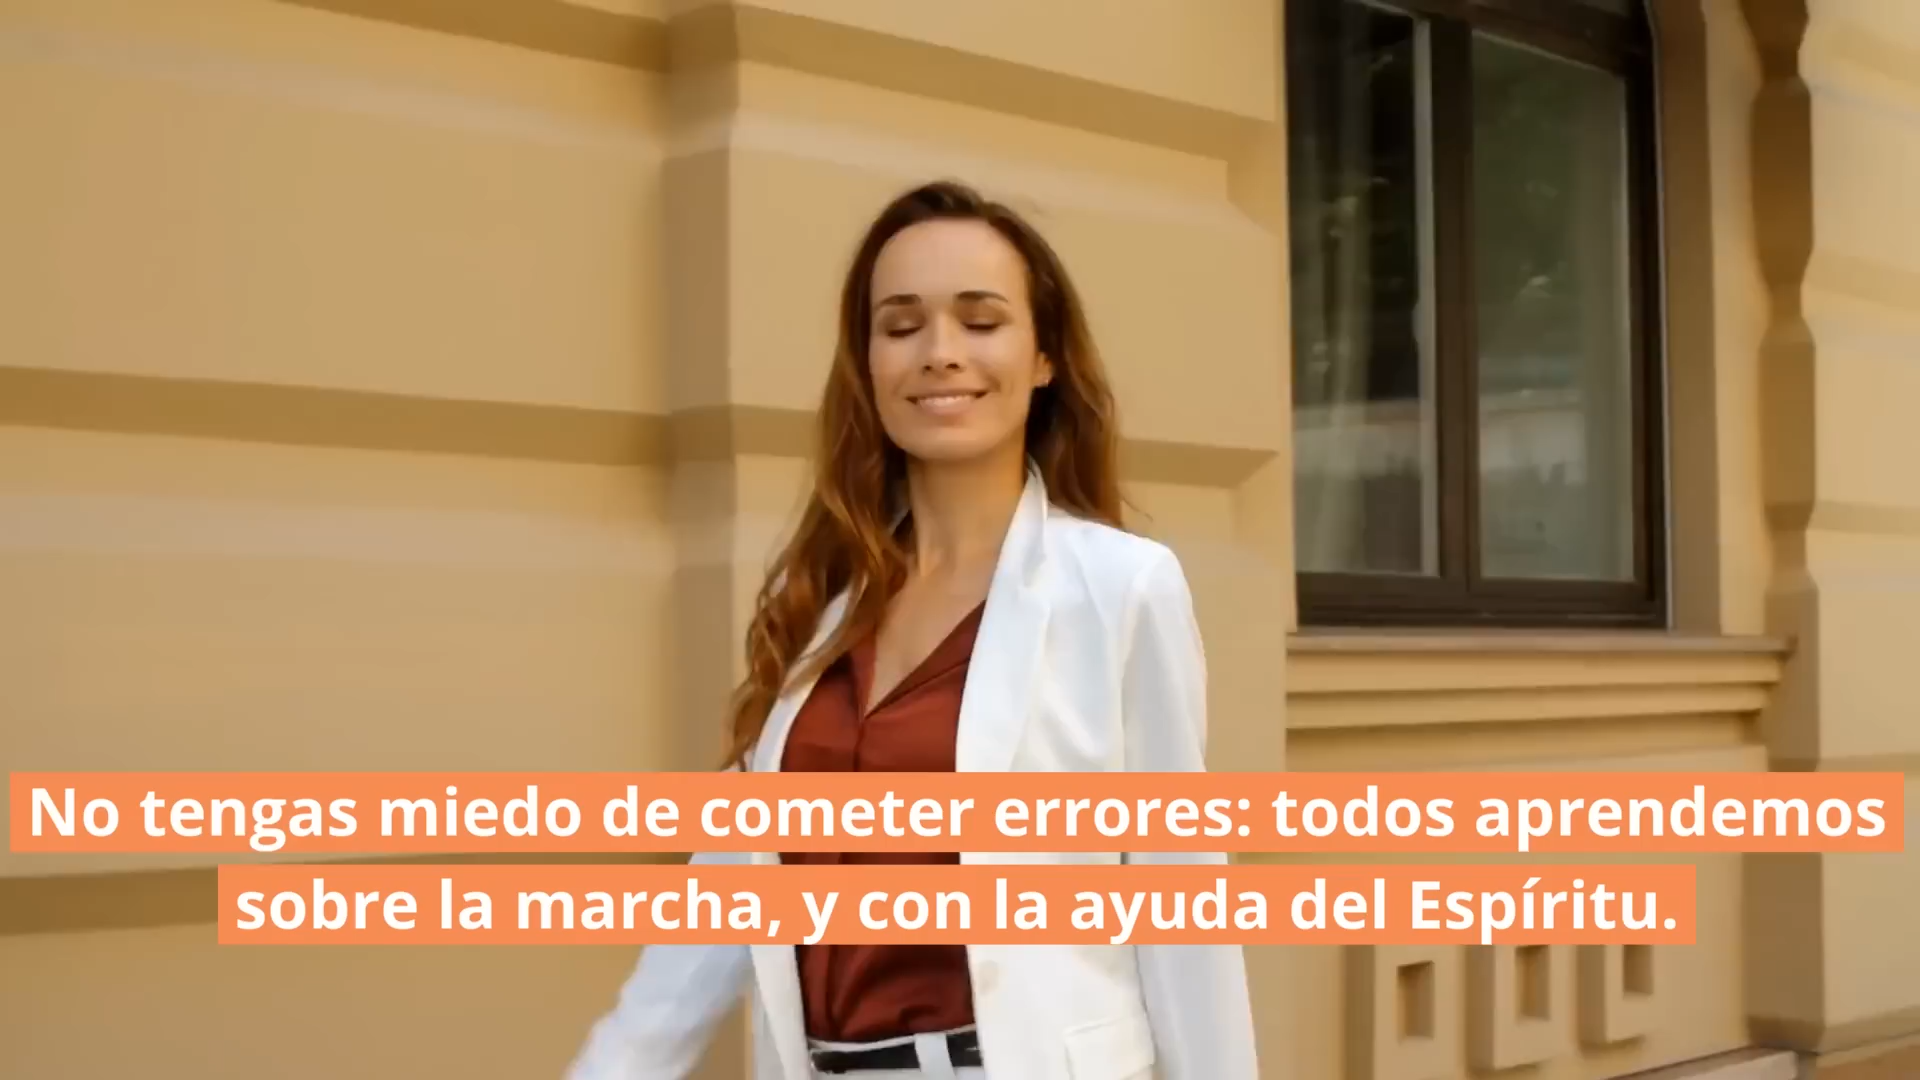 No tengas miedo de cometer errores: todos aprendemos
sobre la marcha, y con la ayuda del Espíritu.